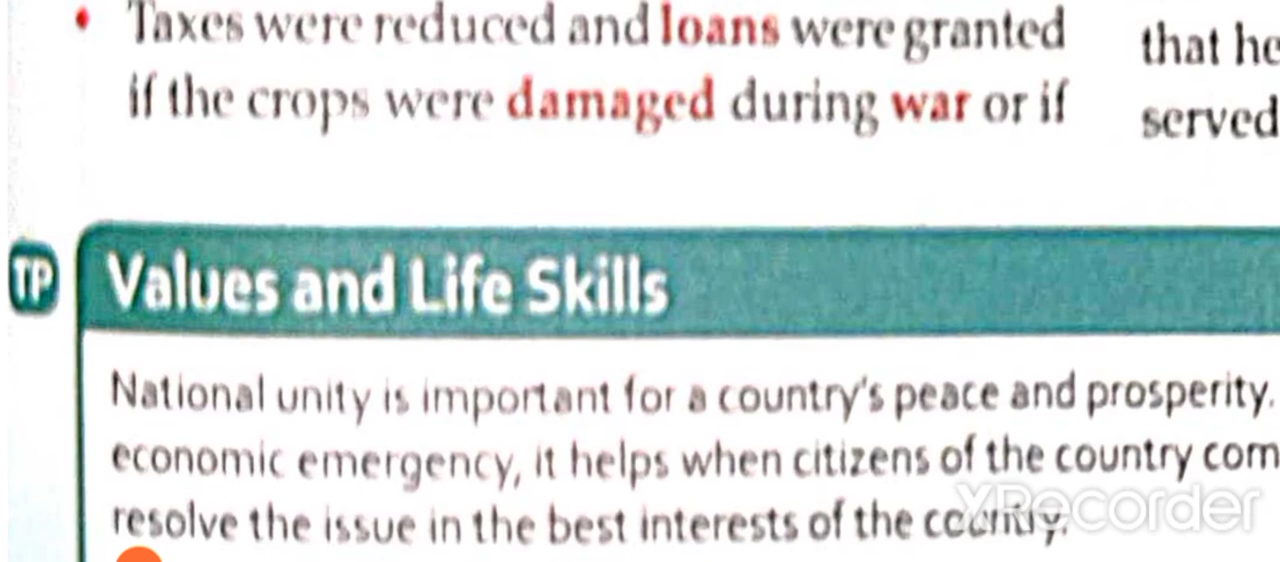 • Taxes were reduced and loans were granted
if the crops were damaged during war or if
that he
served
TP
Values and Life Skills
National unity is important for a country's peace and prosperity.
economic emergency, it helps when citizens of the country com
resolve the issue in the best interests of the country.
XRecorder